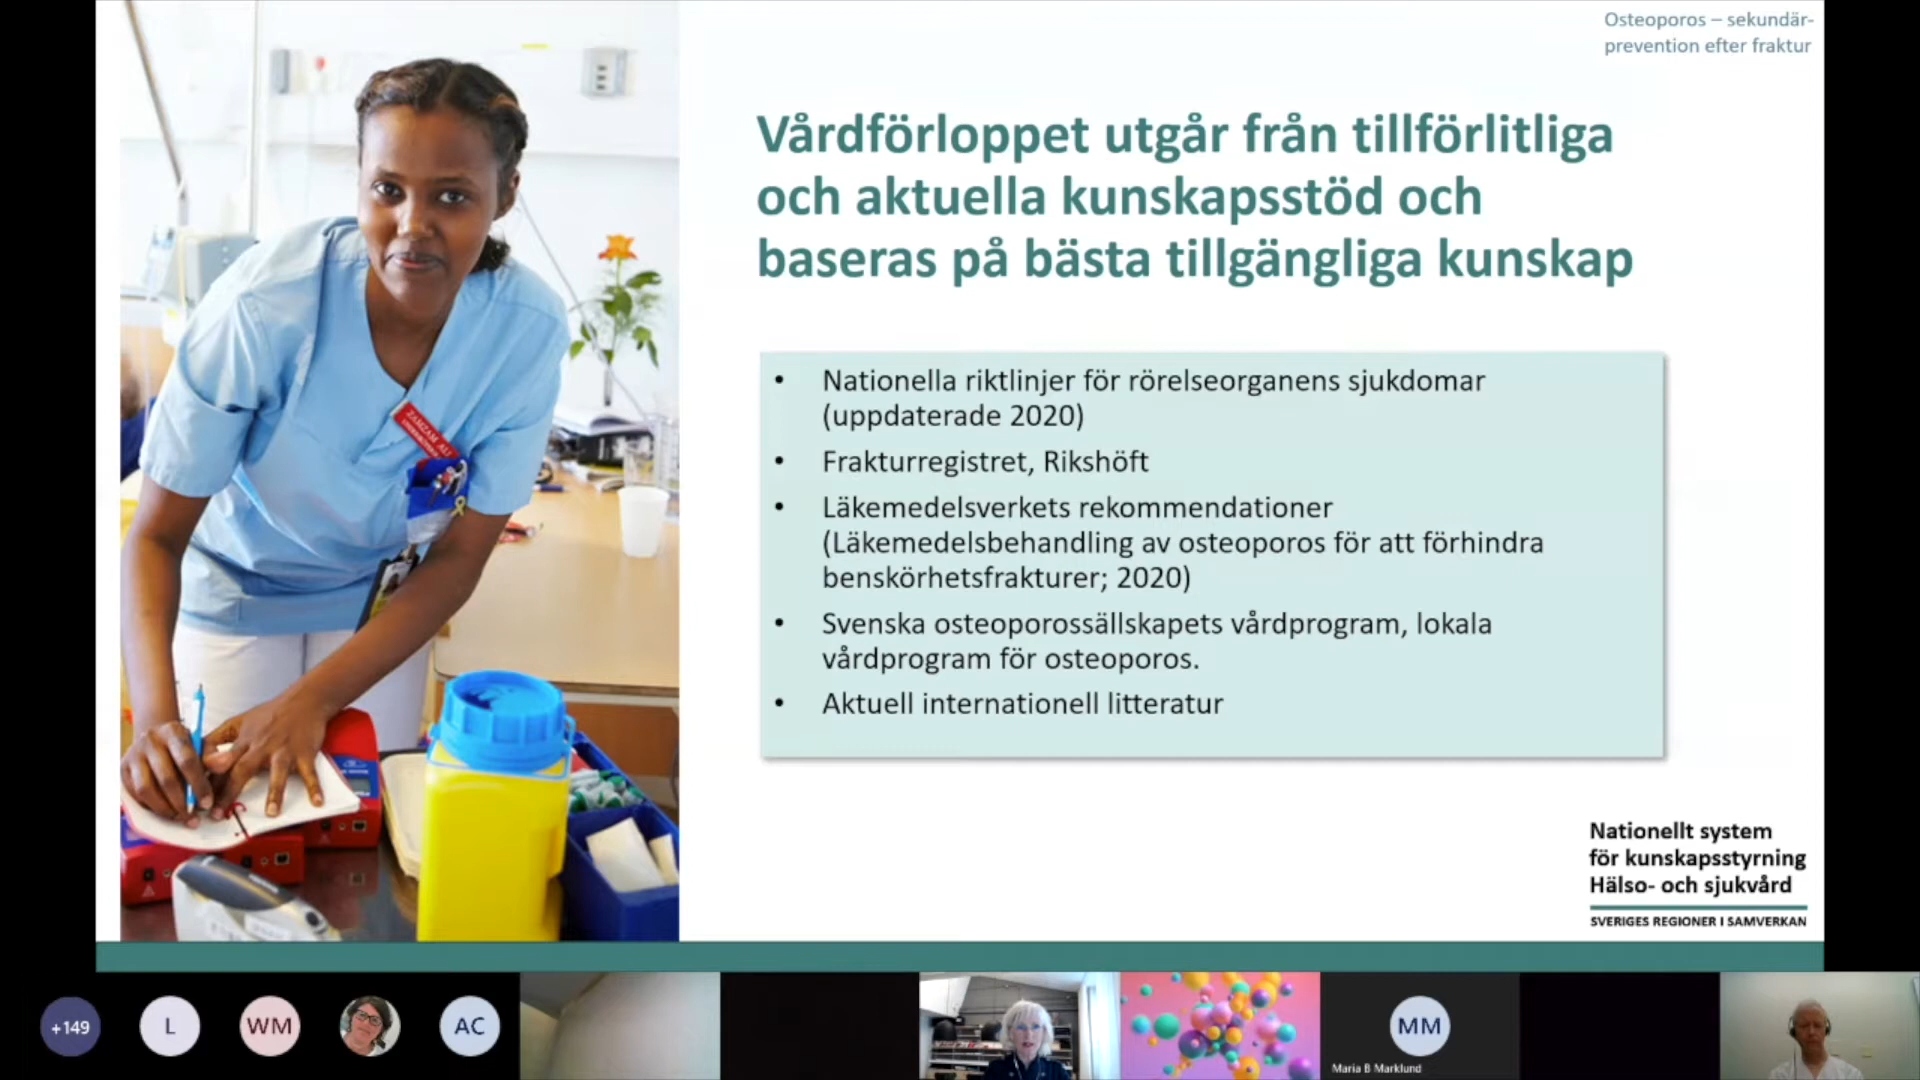 Osteoporos – sekundär-
prevention efter fraktur
Vårdförloppet utgår från tillförlitliga
och aktuella kunskapsstöd och
baseras på bästa tillgängliga kunskap
• Nationella riktlinjer för rörelseorganens sjukdomar
(uppdaterade 2020)
• Frakturregistret, Rikshöft
• Läkemedelsverkets rekommendationer
(Läkemedelsbehandling av osteoporos för att förhindra
benskörhetsfrakturer; 2020)
• Svenska osteoporossällskapets vårdprogram, lokala
vårdprogram för osteoporos.
• Aktuell internationell litteratur
ZAMZAM ALI
Nationellt system
för kunskapsstyrning
Hälso- och sjukvård
SVERIGES REGIONER I SAMVERKAN
+149
L
WM
AC
MM
Maria B Marklund